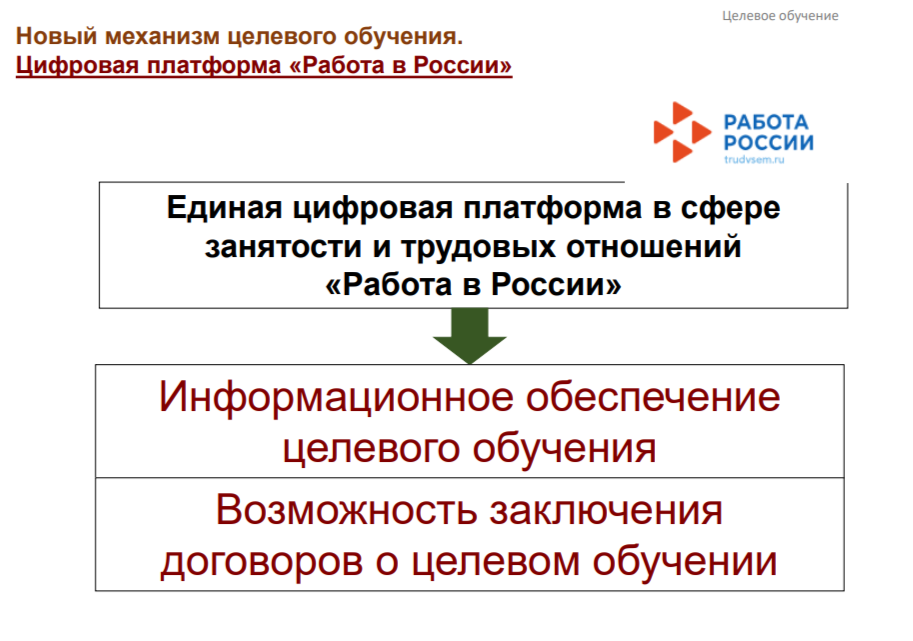 Целевое обучение
Новый механизм целевого обучения.
Цифровая платформа «Работа в России»
РАБОТА
РОССИИ
trudvsem.ru
Единая цифровая платформа в сфере
занятости и трудовых отношений
«Работа в России»
Информационное обеспечение
целевого обучения
Возможность заключения
договоров о целевом обучении